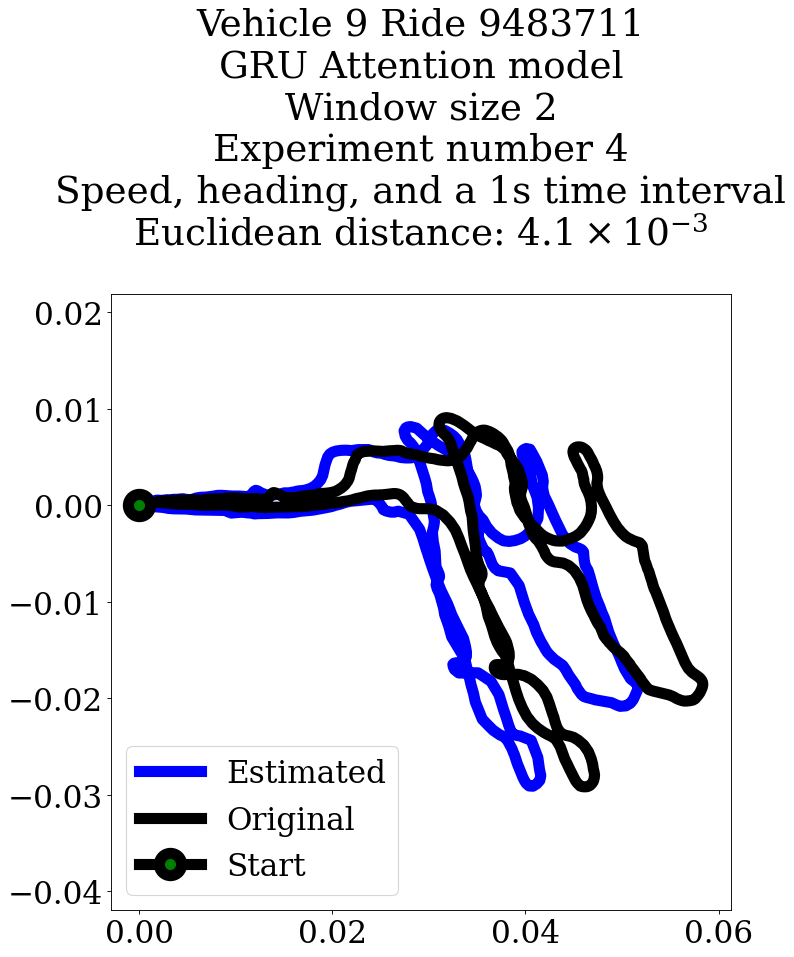 Vehicle 9 Ride 9483711
GRU Attention model
Window size 2
Experiment number 4
Speed, heading, and a 1s time interval
Euclidean distance: 4.1 × 10⁻³
0.02
0.01
0.00
−0.01
−0.02
−0.03
−0.04
Estimated
Original
Start
0.00 0.02 0.04 0.06